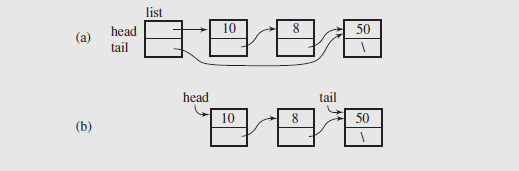 list
(a) head 10 8 50
tail \
head tail
(b) 10 8 50
\